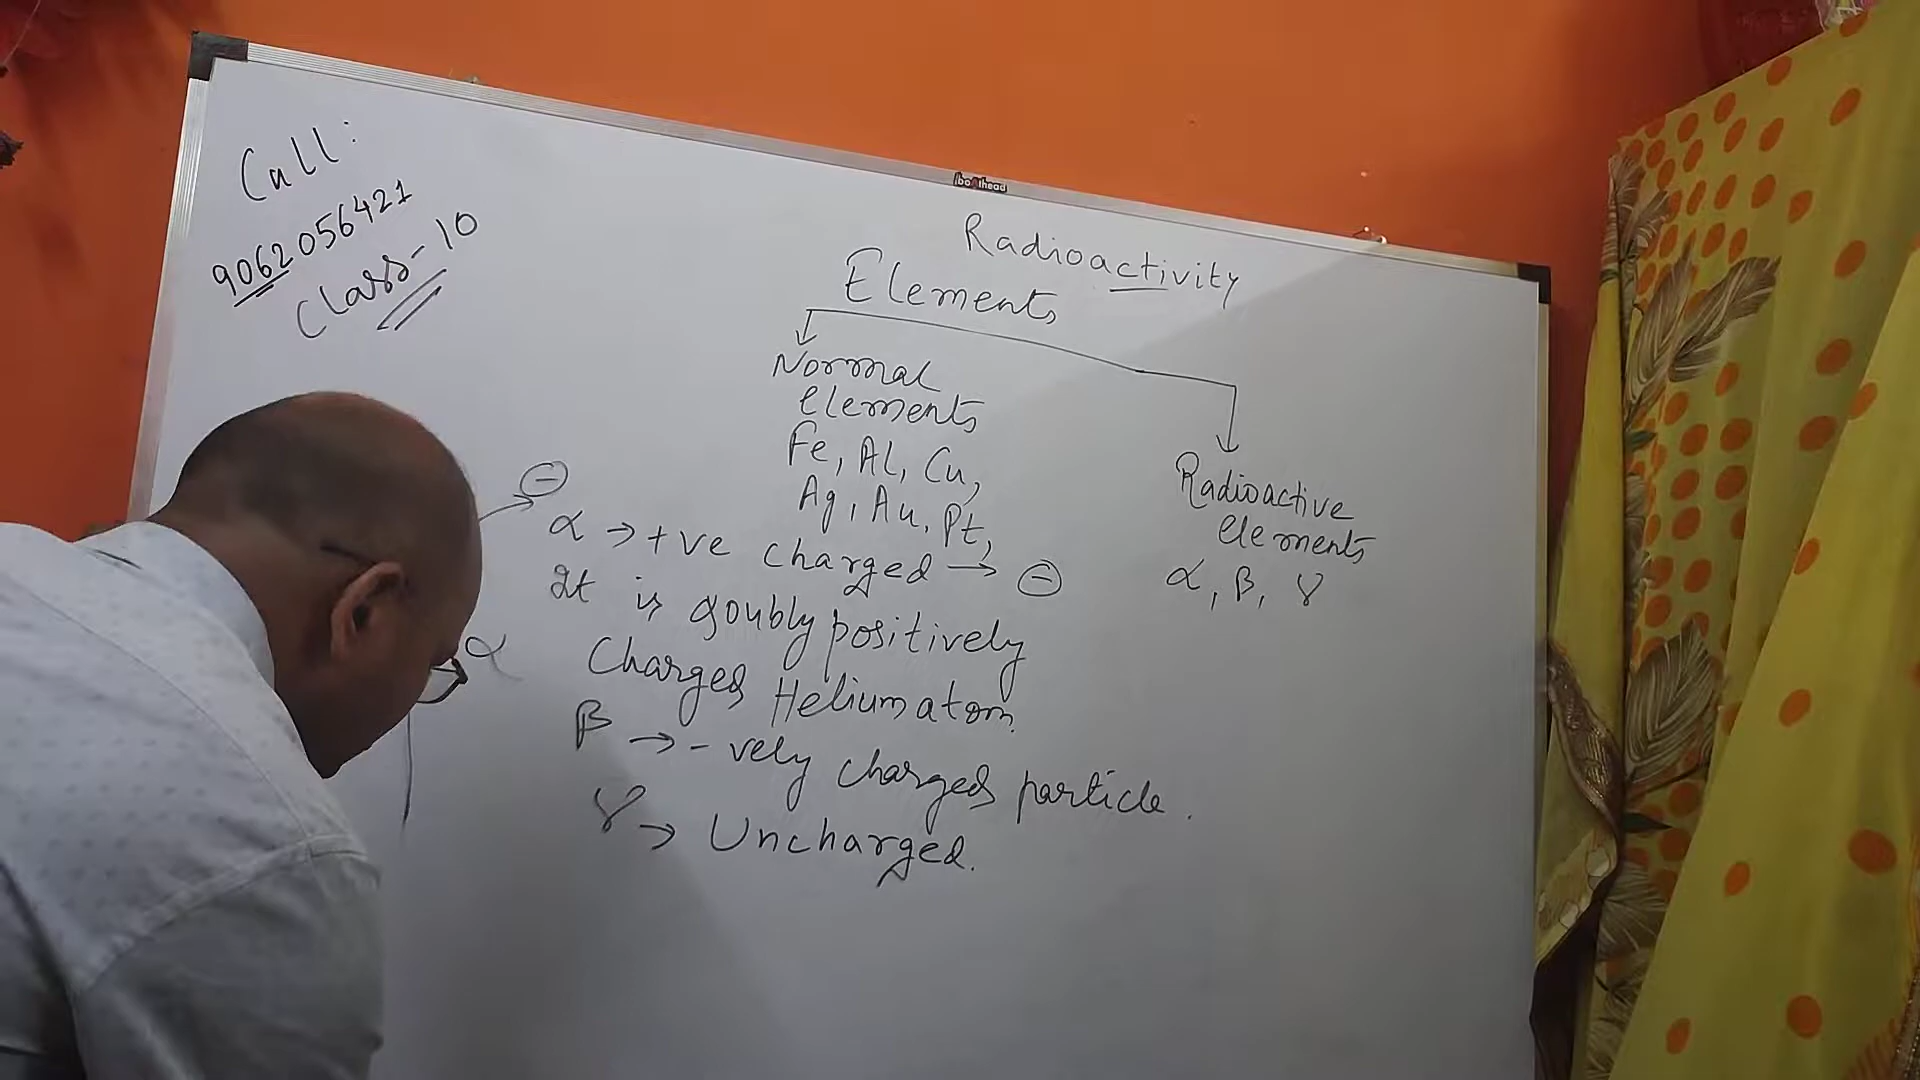 Call:
9062056421
Class-10
Radioactivity
Elements
Normal
elements
Fe, Al, Cu,
Ag, Au, Pt,
Radioactive
elements
α, β, γ
⊖
α → +ve charged → ⊖
It is doubly positively
Charged Helium atom.
α
β → -vely charged particle.
γ → Uncharged.